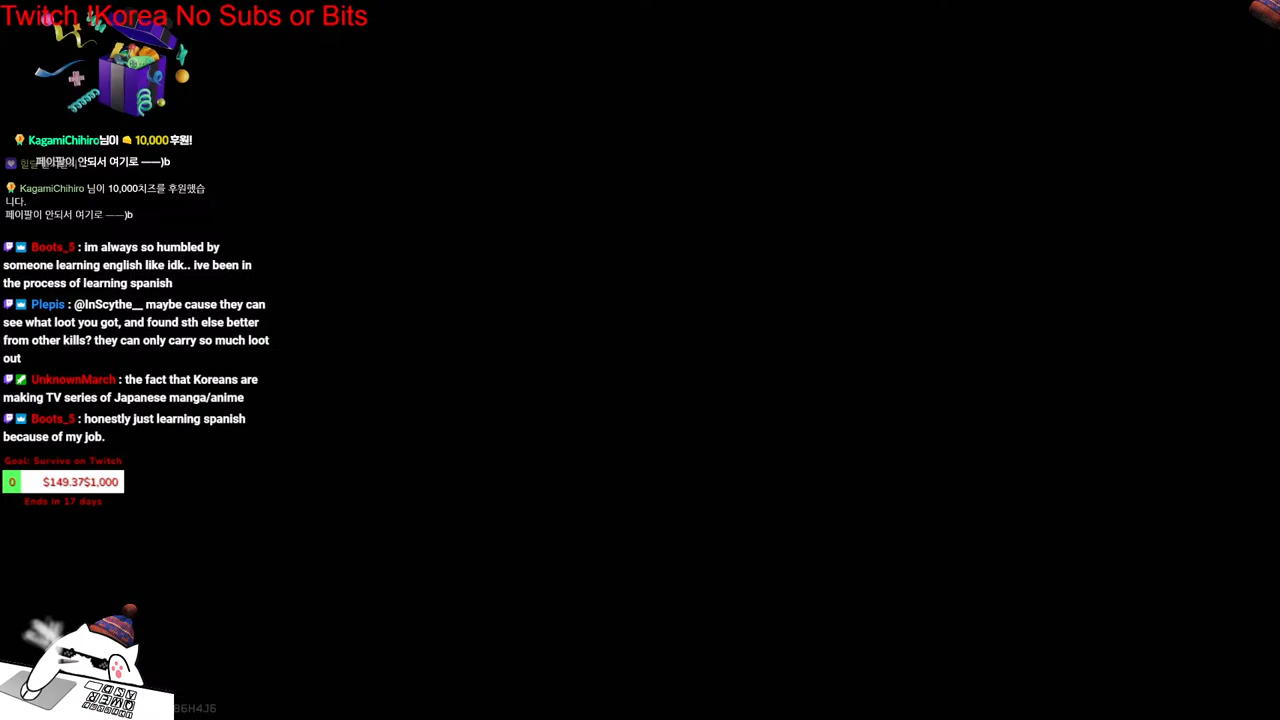 Twitch !Korea No Subs or Bits
KagamiChihiro님이 10,000후원!
페이팔이 안되서 여기로 ㅡㅡ)b
KagamiChihiro 님이 10,000치즈를 후원했습
니다.
페이팔이 안되서 여기로 ㅡㅡ)b
Boots_5 : im always so humbled by
someone learning english like idk.. ive been in
the process of learning spanish
Plepis : @InScythe__ maybe cause they can
see what loot you got, and found sth else better
from other kills? they can only carry so much loot
out
UnknownMarch : the fact that Koreans are
making TV series of Japanese manga/anime
Boots_5 : honestly just learning spanish
because of my job.
Goal: Survive on Twitch
0 $149.37$1,000
Ends in 17 days